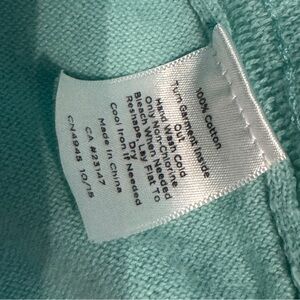 100% Cotton
Turn Garment Inside
Out
Hand Wash Cold
Only Non-Chlorine
Bleach When Needed
Reshape, Lay Flat To
Dry
Cool Iron If Needed
Made In China
CA #23147
CN4945 10/15